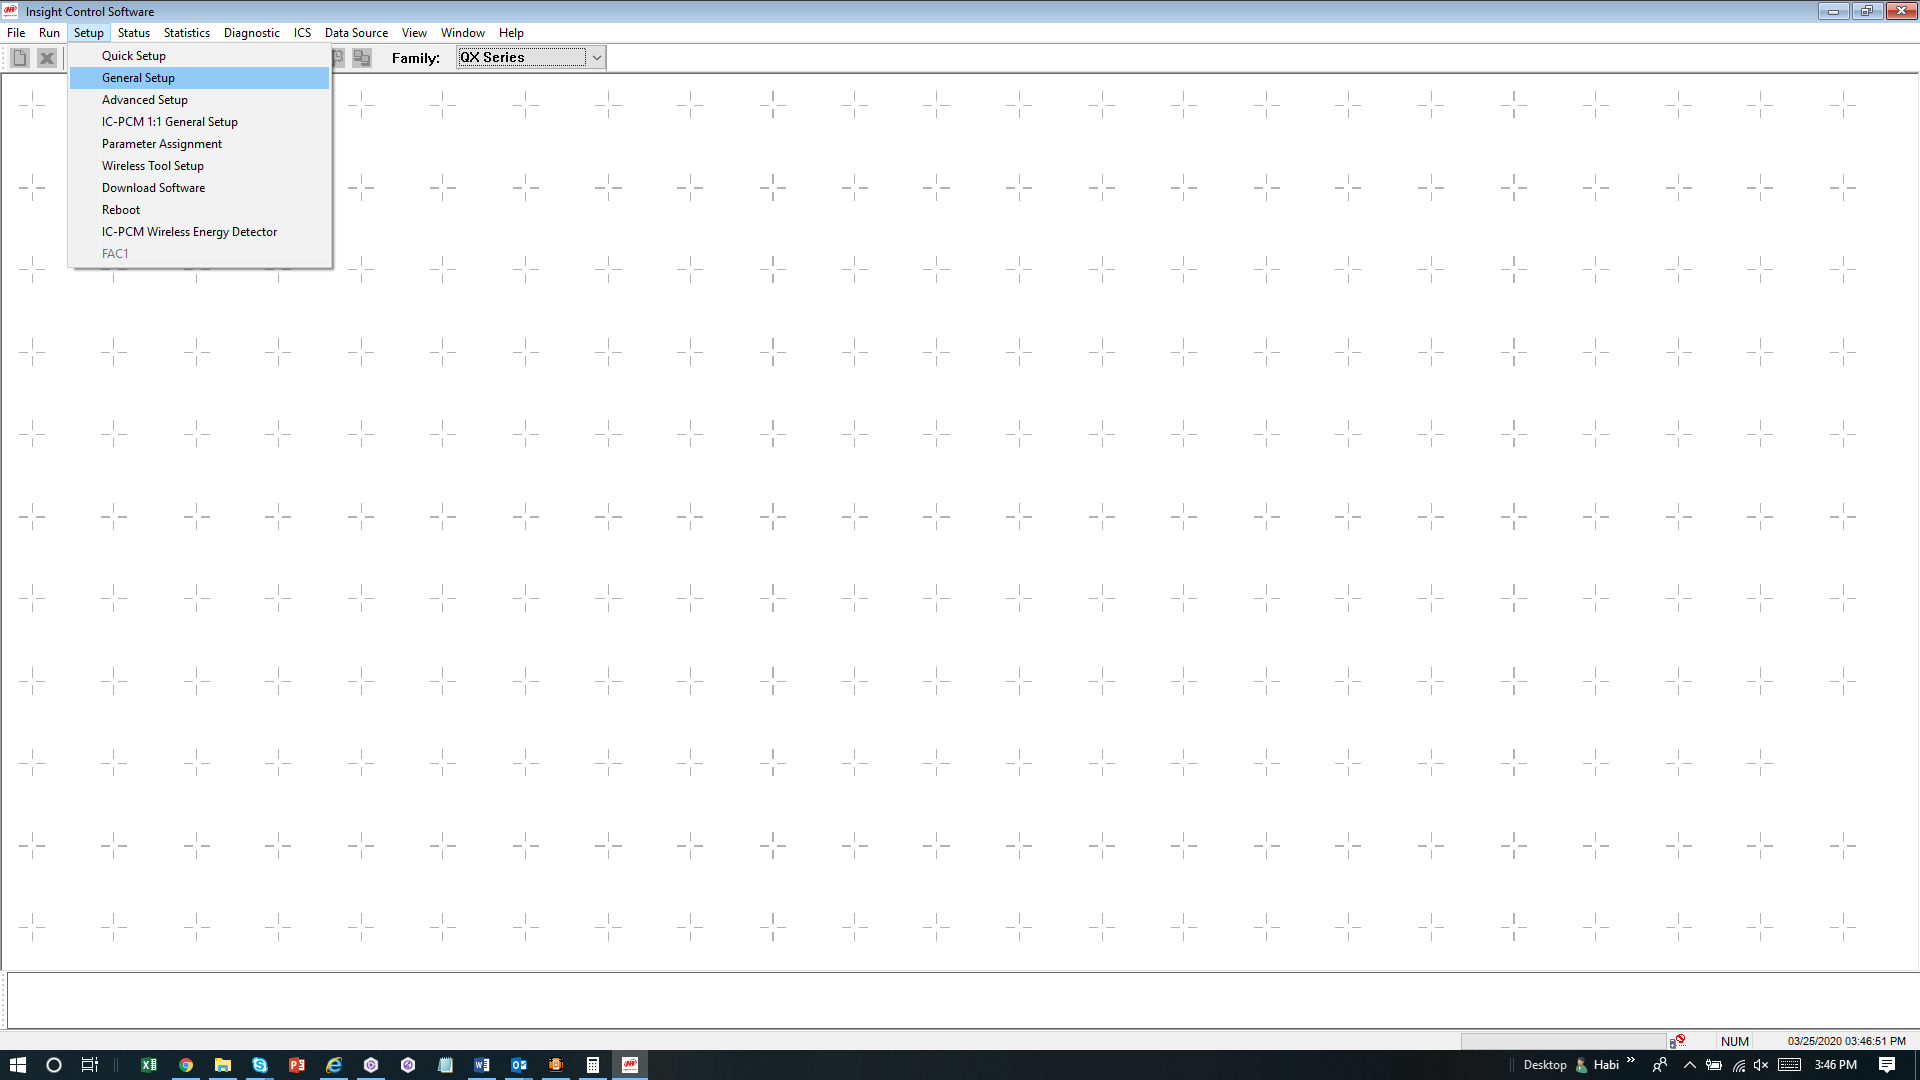 Insight Control Software
File Run Setup Status Statistics Diagnostic ICS Data Source View Window Help
Family: QX Series
Quick Setup
General Setup
Advanced Setup
IC-PCM 1:1 General Setup
Parameter Assignment
Wireless Tool Setup
Download Software
Reboot
IC-PCM Wireless Energy Detector
FAC1
NUM 03/25/2020 03:46:51 PM
Desktop Habi 3:46 PM